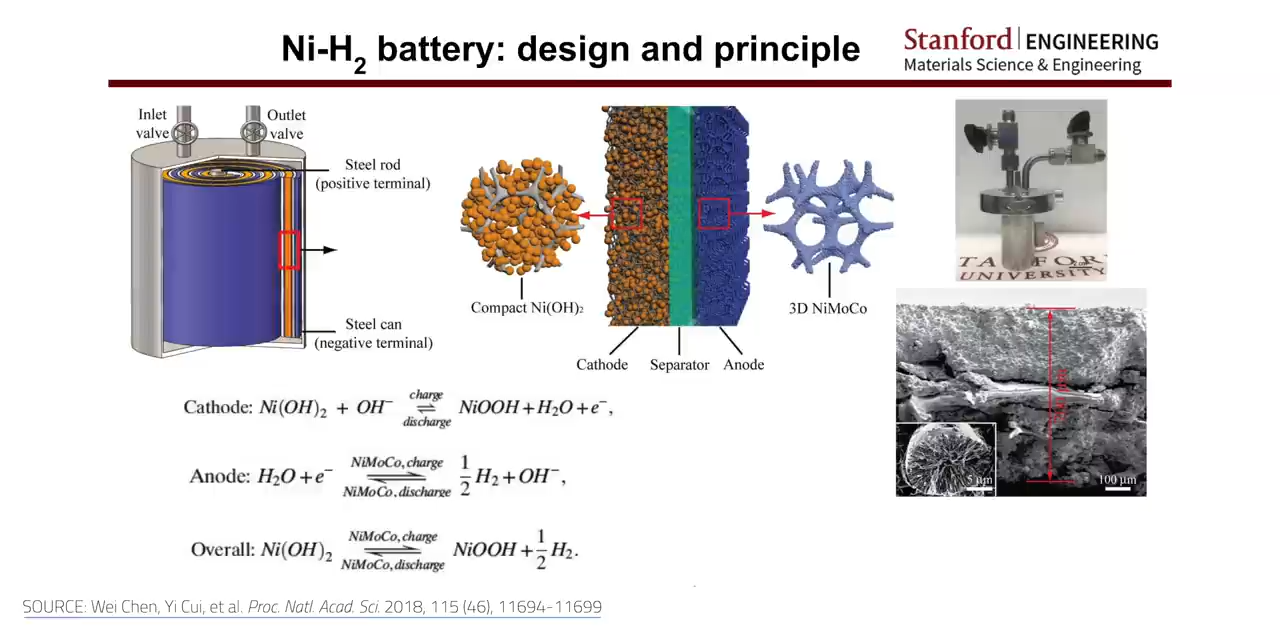 Ni-H₂ battery: design and principle
Stanford | ENGINEERING
Materials Science & Engineering
Inlet valve
Outlet valve
Steel rod
(positive terminal)
Steel can
(negative terminal)
Compact Ni(OH)₂
3D NiMoCo
Cathode
Separator
Anode
UNIVERSITY
5 μm
100 μm
Cathode: Ni(OH)₂ + OH⁻ charge ⇌ discharge NiOOH + H₂O + e⁻,
Anode: H₂O + e⁻ NiMoCo, charge ⇌ NiMoCo, discharge 1/2 H₂ + OH⁻,
Overall: Ni(OH)₂ NiMoCo, charge ⇌ NiMoCo, discharge NiOOH + 1/2 H₂.
SOURCE: Wei Chen, Yi Cui, et al. Proc. Natl. Acad. Sci. 2018, 115 (46), 11694-11699